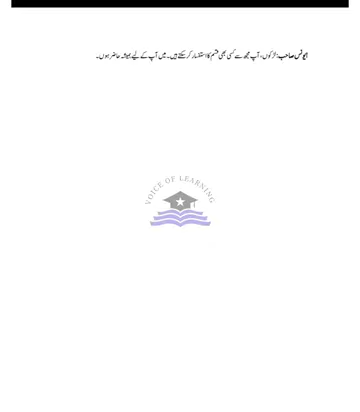 یونس صاحب: لڑکوں، آپ مجھ سے کسی بھی قسم کا استفسار کر سکتے ہیں۔ میں آپ کے لیے ہمیشہ حاضر ہوں۔
VOICE OF LEARNING